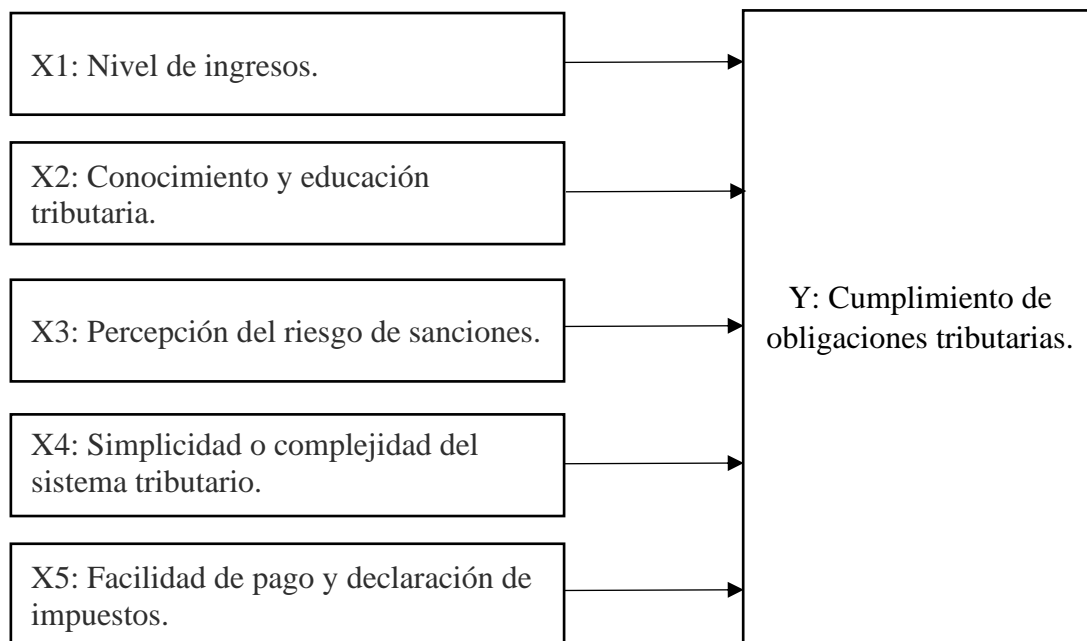 X1: Nivel de ingresos.
X2: Conocimiento y educación
tributaria.
X3: Percepción del riesgo de sanciones.
X4: Simplicidad o complejidad del
sistema tributario.
X5: Facilidad de pago y declaración de
impuestos.
Y: Cumplimiento de
obligaciones tributarias.